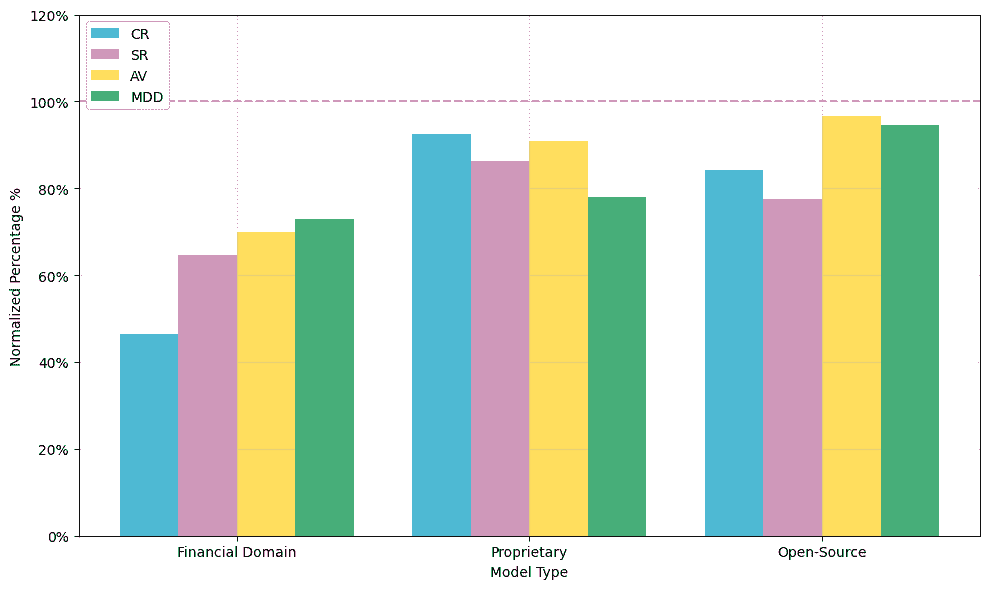 120%
100%
80%
60%
40%
20%
0%
Normalized Percentage %
CR
SR
AV
MDD
Financial Domain
Proprietary
Open-Source
Model Type